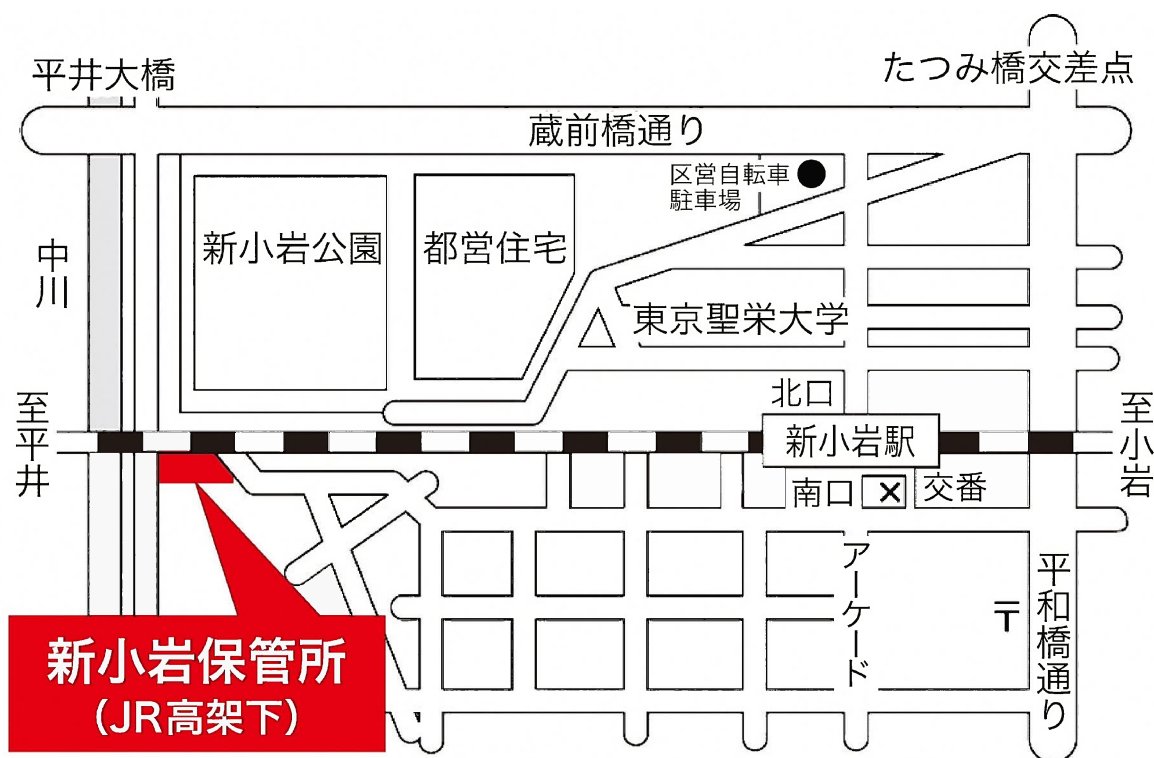 平井大橋
たつみ橋交差点
蔵前橋通り
区営自転車
駐車場
中川
新小岩公園
都営住宅
東京聖栄大学
至平井
北口
新小岩駅
至小岩
南口
交番
アーケード
〒
平和橋通り
新小岩保管所
(JR高架下)